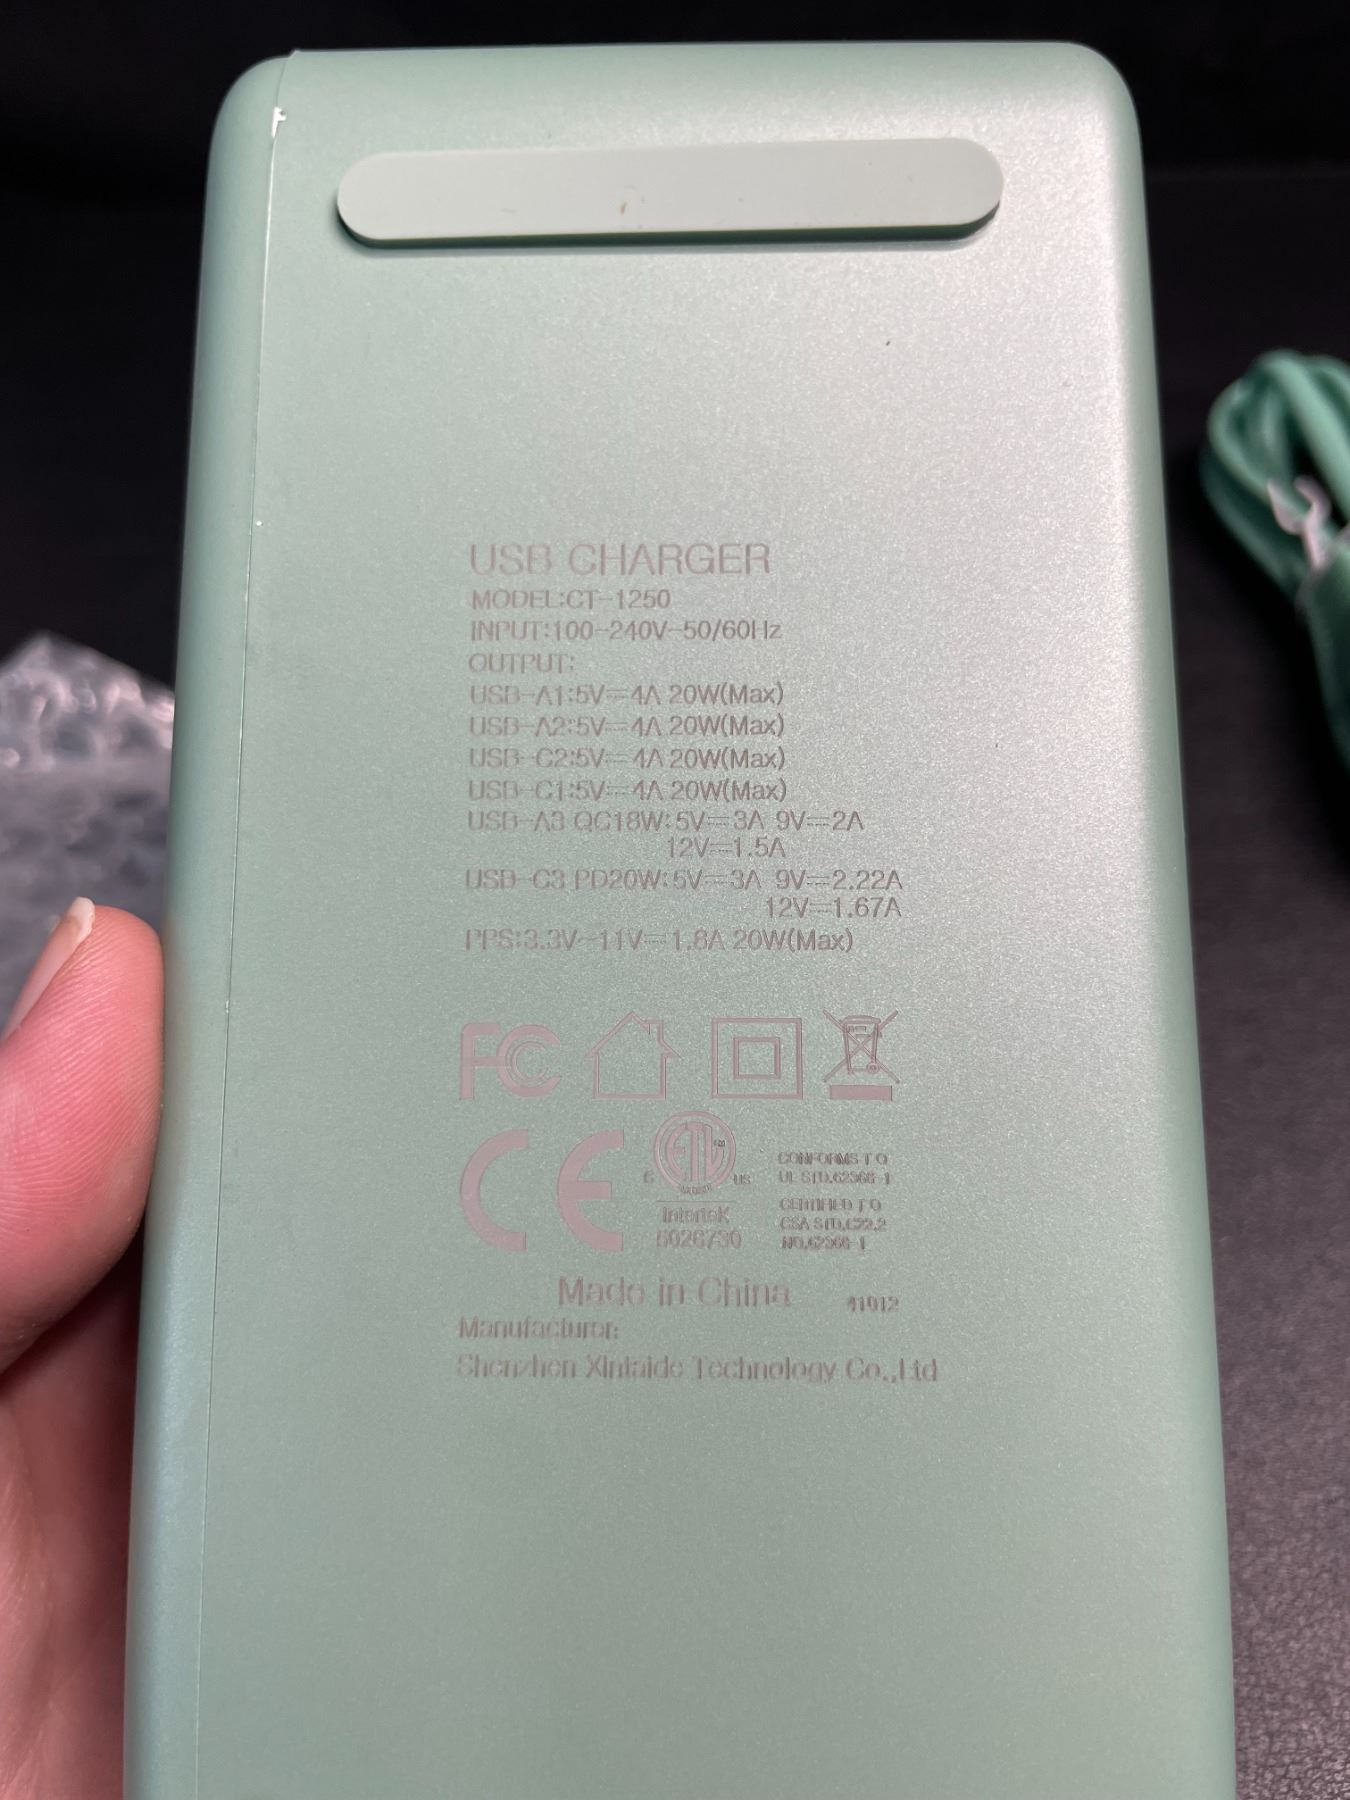 USB CHARGER
MODEL:CT-1250
INPUT:100-240V~50/60Hz
OUTPUT:
USB-A1:5V⎓4A 20W(Max)
USB-A2:5V⎓4A 20W(Max)
USB-C2:5V⎓4A 20W(Max)
USB-C1:5V⎓4A 20W(Max)
USB-A3 QC18W:5V⎓3A 9V⎓2A
12V⎓1.5A
USB-C3 PD20W:5V⎓3A 9V⎓2.22A
12V⎓1.67A
PPS:3.3V-11V⎓1.8A 20W(Max)
FC
CE
C ETL US
Intertek
5026730
CONFORMS TO
UL STD.62368-1
CERTIFIED TO
CSA STD.C22.2
NO.62368-1
Made in China 41012
Manufacturer:
Shenzhen Xintaide Technology Co.,Ltd